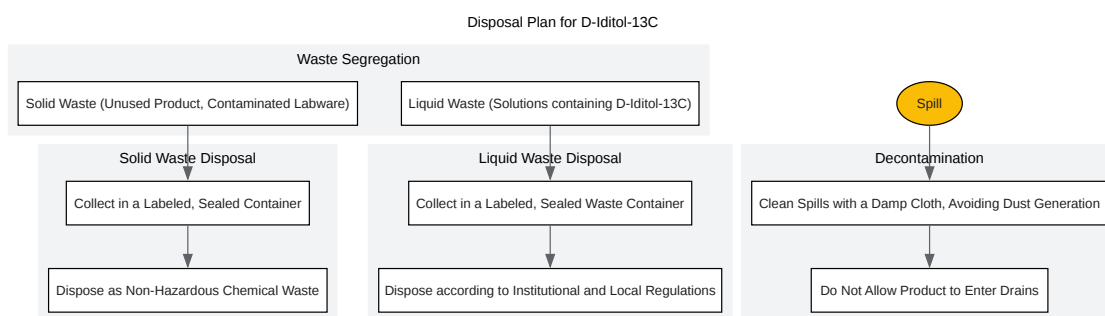 Disposal Plan for D-Iditol-13C
Waste Segregation
Solid Waste (Unused Product, Contaminated Labware)
Liquid Waste (Solutions containing D-Iditol-13C)
Spill
Solid Waste Disposal
Liquid Waste Disposal
Decontamination
Collect in a Labeled, Sealed Container
Collect in a Labeled, Sealed Waste Container
Clean Spills with a Damp Cloth, Avoiding Dust Generation
Dispose as Non-Hazardous Chemical Waste
Dispose according to Institutional and Local Regulations
Do Not Allow Product to Enter Drains